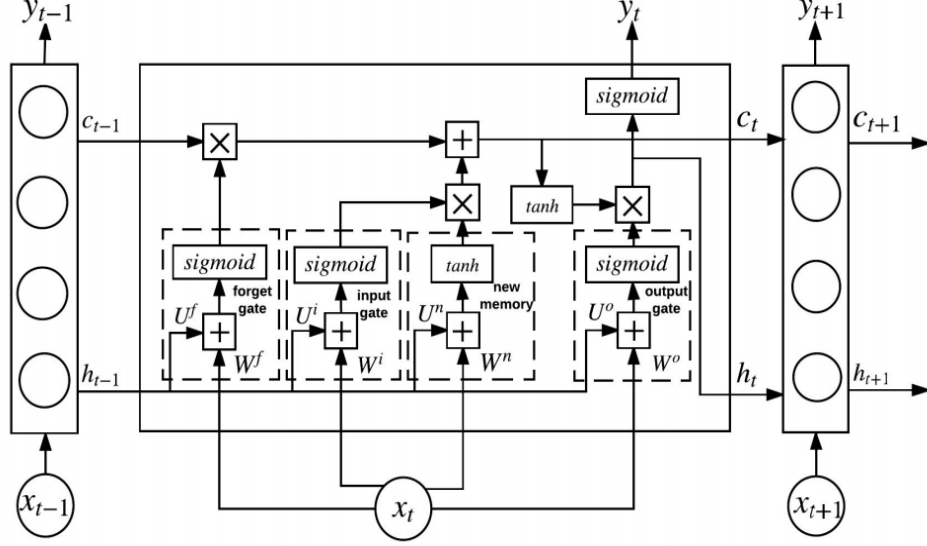 y_{t-1}
y_t
y_{t+1}
sigmoid
c_{t-1}
c_t
c_{t+1}
×
+
×
tanh
×
sigmoid
sigmoid
tanh
sigmoid
forget gate
input gate
new memory
output gate
U^f
U^i
U^n
U^o
+
+
+
+
W^f
W^i
W^n
W^o
h_{t-1}
h_t
h_{t+1}
x_{t-1}
x_t
x_{t+1}